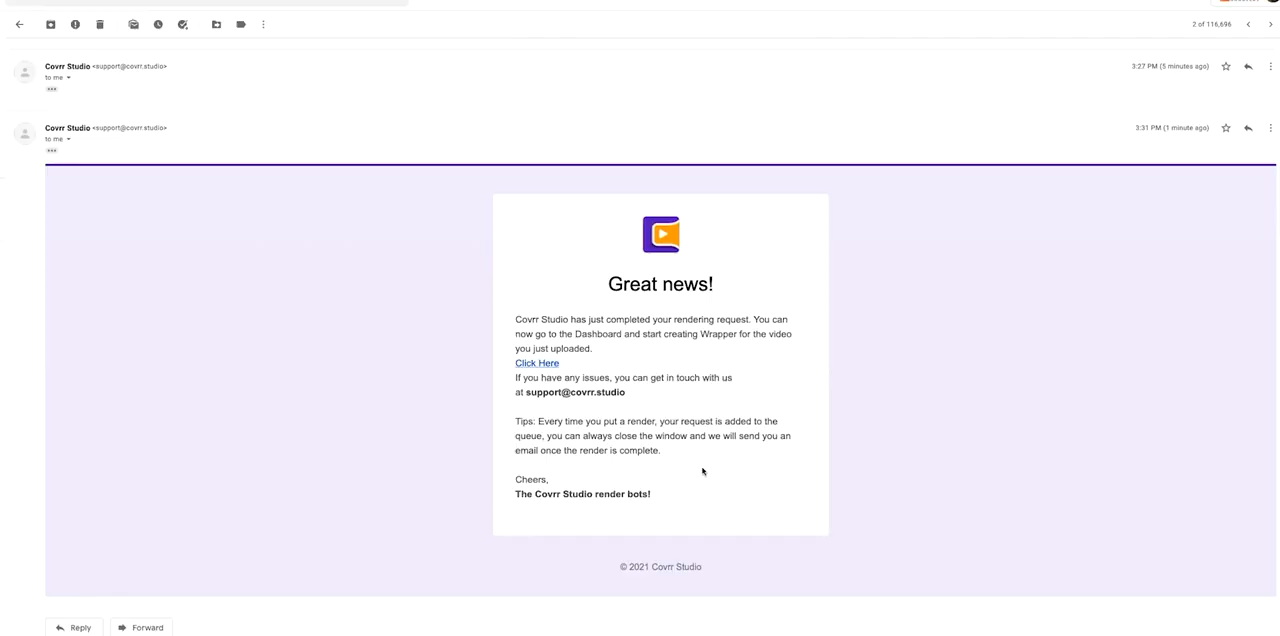 2 of 116,696
Covrr Studio <support@covrr.studio>
3:27 PM (5 minutes ago)
to me
Covrr Studio <support@covrr.studio>
3:31 PM (1 minute ago)
to me
Great news!
Covrr Studio has just completed your rendering request. You can
now go to the Dashboard and start creating Wrapper for the video
you just uploaded.
Click Here
If you have any issues, you can get in touch with us
at support@covrr.studio
Tips: Every time you put a render, your request is added to the
queue, you can always close the window and we will send you an
email once the render is complete.
Cheers,
The Covrr Studio render bots!
© 2021 Covrr Studio
Reply
Forward